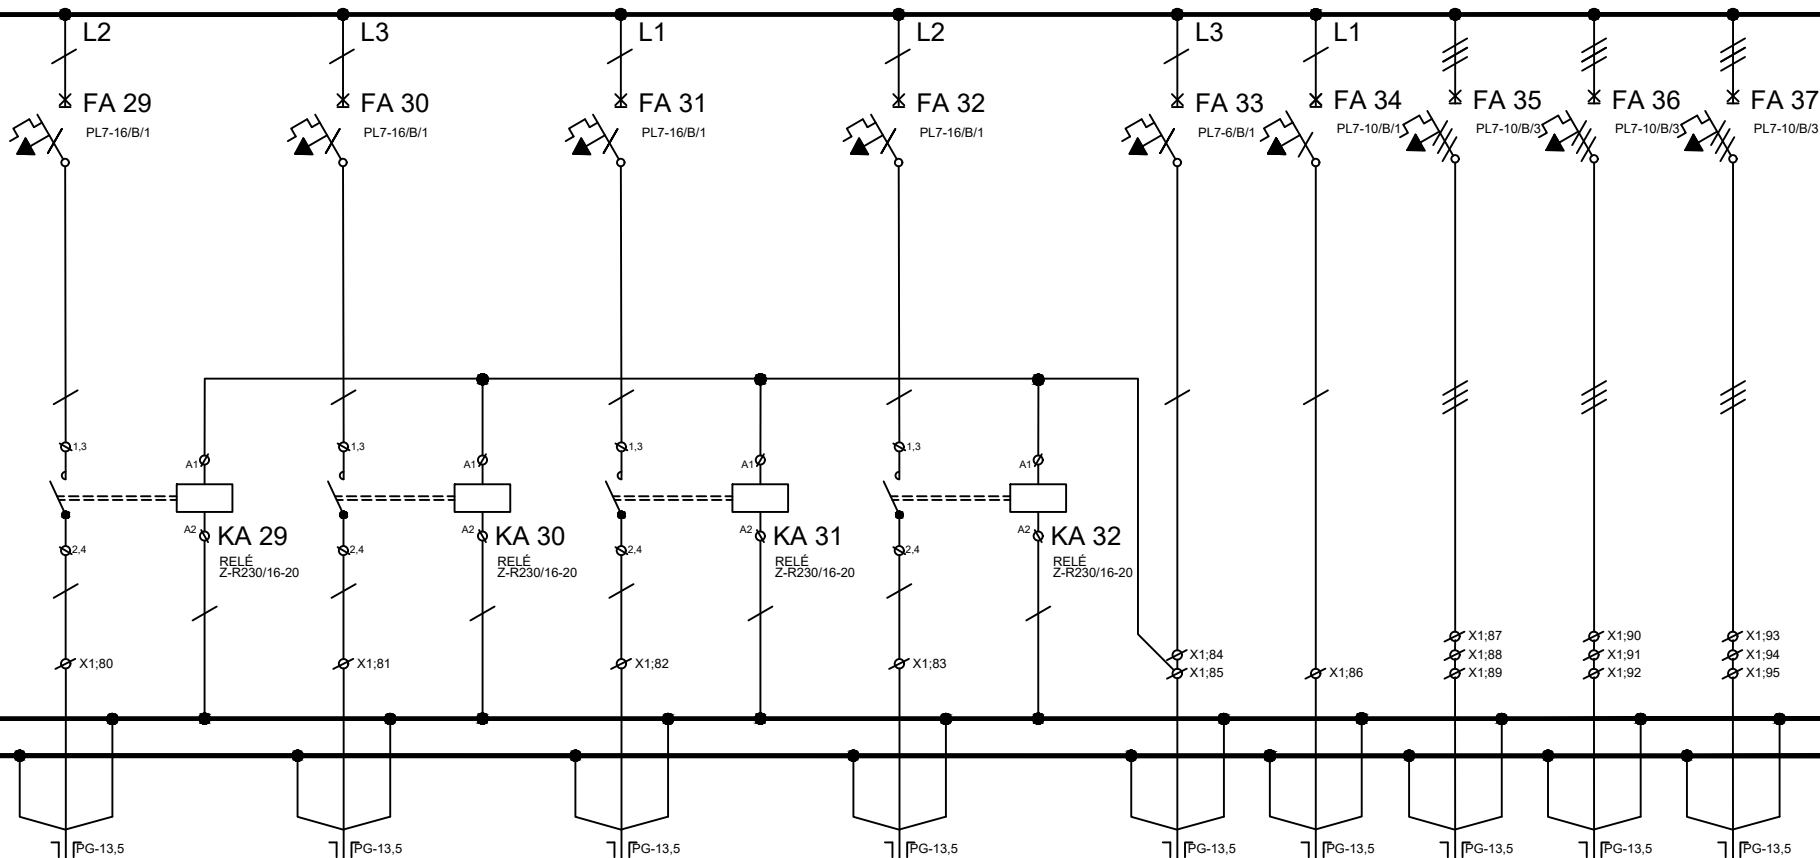 L2
L3
L1
L2
L3
L1
FA 29
FA 30
FA 31
FA 32
FA 33
FA 34
FA 35
FA 36
FA 37
PL7-16/B/1
PL7-16/B/1
PL7-16/B/1
PL7-16/B/1
PL7-6/B/1
PL7-10/B/1
PL7-10/B/3
PL7-10/B/3
PL7-10/B/3
1,3
1,3
1,3
1,3
A1
A1
A1
A1
A2
A2
A2
A2
KA 29
KA 30
KA 31
KA 32
2,4
2,4
2,4
2,4
RELÉ
Z-R230/16-20
RELÉ
Z-R230/16-20
RELÉ
Z-R230/16-20
RELÉ
Z-R230/16-20
X1;80
X1;81
X1;82
X1;83
X1;84
X1;85
X1;86
X1;87
X1;88
X1;89
X1;90
X1;91
X1;92
X1;93
X1;94
X1;95
PG-13,5
PG-13,5
PG-13,5
PG-13,5
PG-13,5
PG-13,5
PG-13,5
PG-13,5
PG-13,5